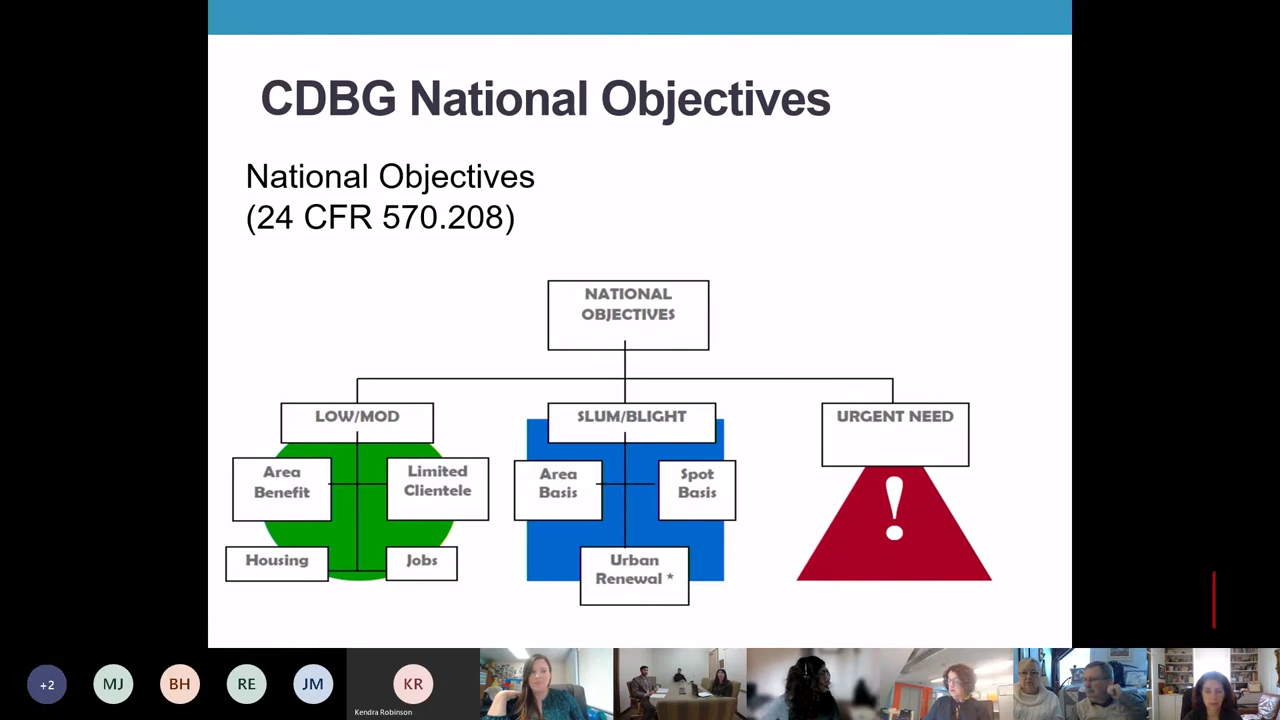 CDBG National Objectives
National Objectives
(24 CFR 570.208)
NATIONAL
OBJECTIVES
LOW/MOD
SLUM/BLIGHT
URGENT NEED
Area
Benefit
Limited
Clientele
Area
Basis
Spot
Basis
!
Housing
Jobs
Urban
Renewal *
+2
MJ
BH
RE
JM
KR
Kendra Robinson